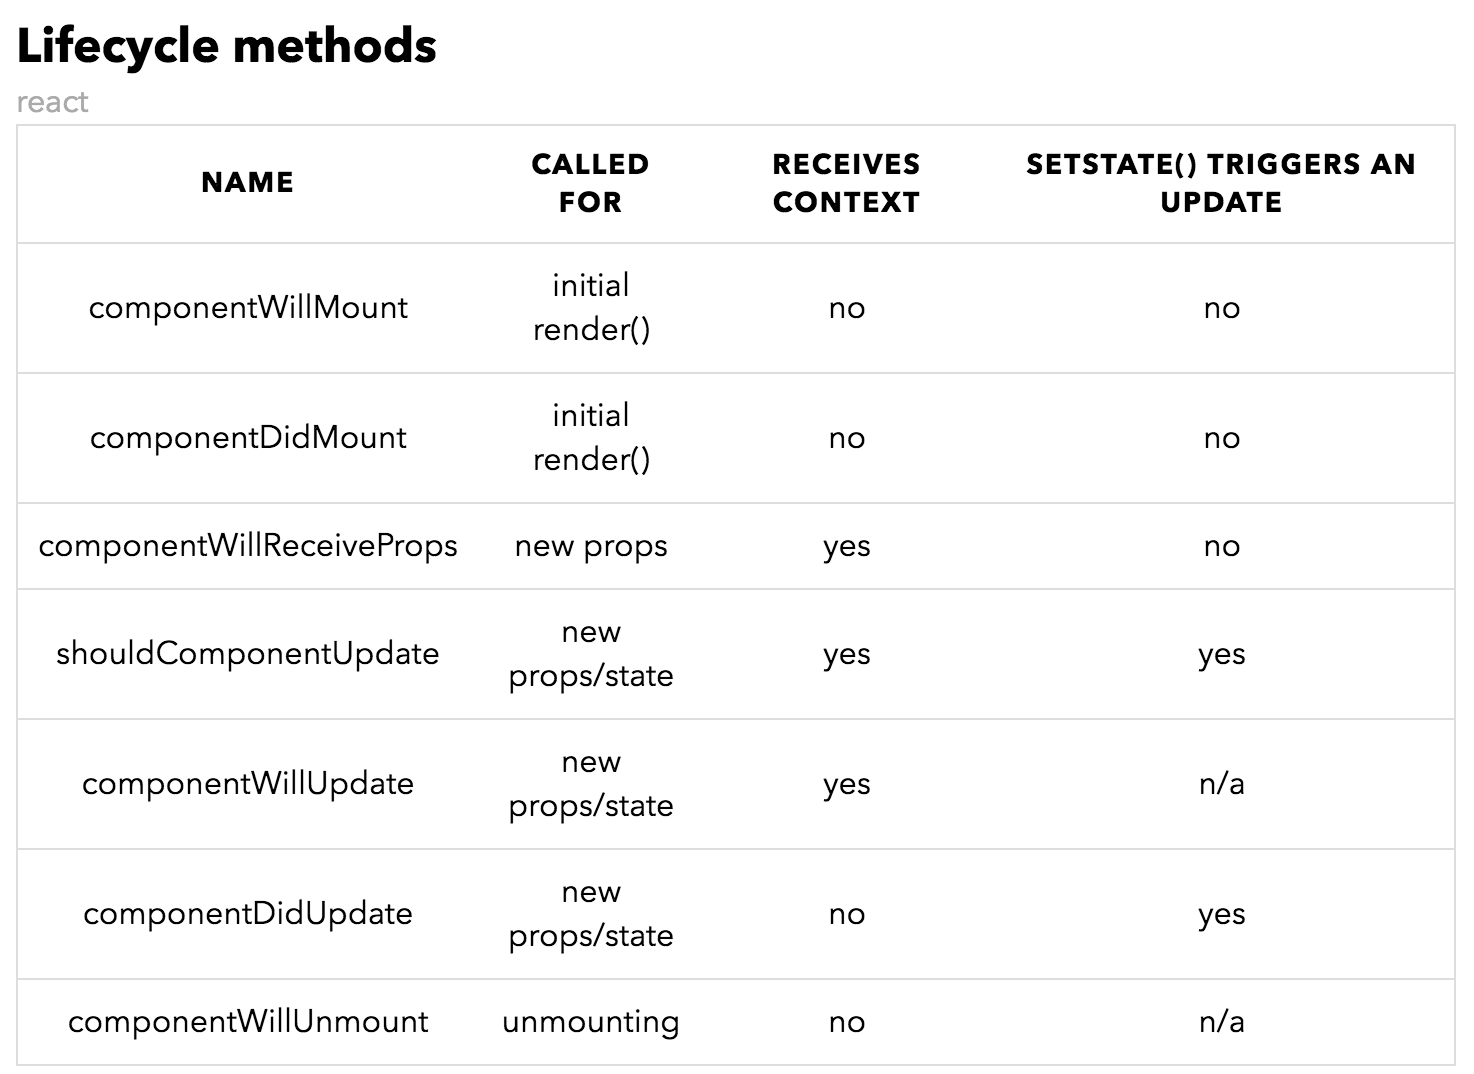 Lifecycle methods
react
NAME
CALLED
FOR
RECEIVES
CONTEXT
SETSTATE() TRIGGERS AN
UPDATE
componentWillMount
initial
render()
no
no
componentDidMount
initial
render()
no
no
componentWillReceiveProps
new props
yes
no
shouldComponentUpdate
new
props/state
yes
yes
componentWillUpdate
new
props/state
yes
n/a
componentDidUpdate
new
props/state
no
yes
componentWillUnmount
unmounting
no
n/a